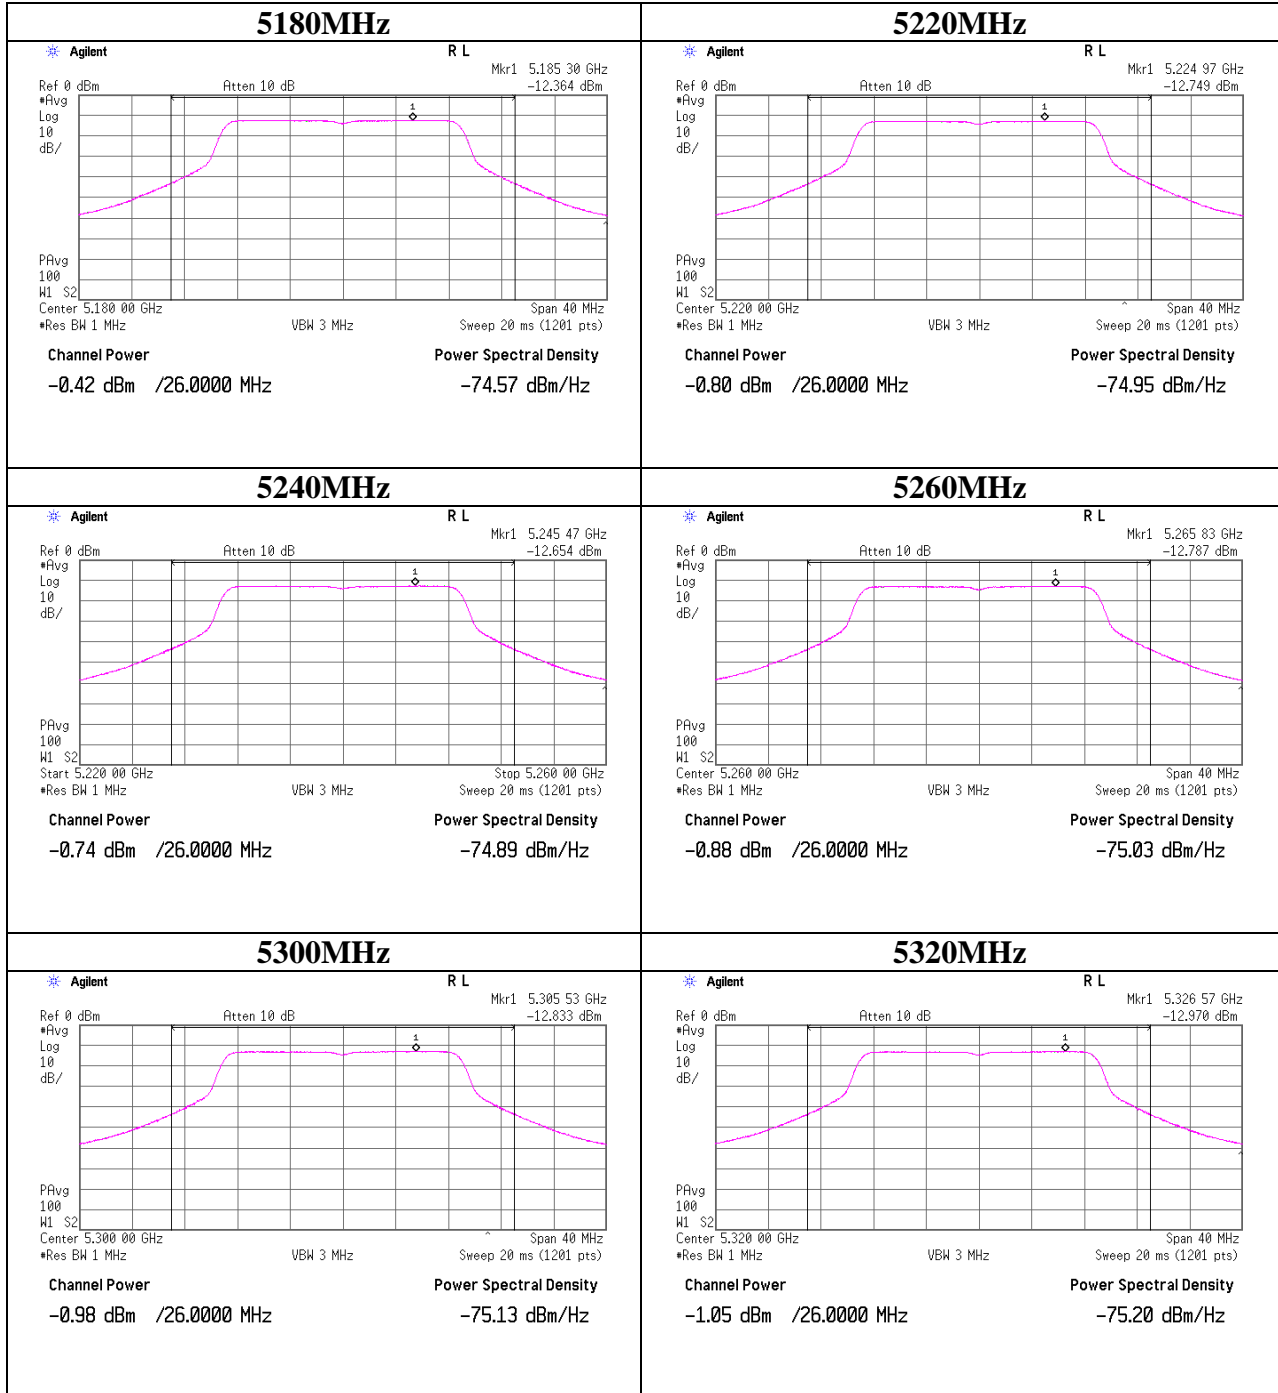 5180MHz
Agilent R L
Mkr1 5.185 30 GHz
Ref 0 dBm Atten 10 dB -12.364 dBm
#Avg
1
Log
10
dB/
PAvg
100
W1 S2
Center 5.180 00 GHz Span 40 MHz
#Res BW 1 MHz VBW 3 MHz Sweep 20 ms (1201 pts)
Channel Power Power Spectral Density
-0.42 dBm /26.0000 MHz -74.57 dBm/Hz
5220MHz
Agilent R L
Mkr1 5.224 97 GHz
Ref 0 dBm Atten 10 dB -12.749 dBm
#Avg
1
Log
10
dB/
PAvg
100
W1 S2
Center 5.220 00 GHz Span 40 MHz
#Res BW 1 MHz VBW 3 MHz Sweep 20 ms (1201 pts)
Channel Power Power Spectral Density
-0.80 dBm /26.0000 MHz -74.95 dBm/Hz
5240MHz
Agilent R L
Mkr1 5.245 47 GHz
Ref 0 dBm Atten 10 dB -12.654 dBm
#Avg
1
Log
10
dB/
PAvg
100
W1 S2
Start 5.220 00 GHz Stop 5.260 00 GHz
#Res BW 1 MHz VBW 3 MHz Sweep 20 ms (1201 pts)
Channel Power Power Spectral Density
-0.74 dBm /26.0000 MHz -74.89 dBm/Hz
5260MHz
Agilent R L
Mkr1 5.265 83 GHz
Ref 0 dBm Atten 10 dB -12.787 dBm
#Avg
1
Log
10
dB/
PAvg
100
W1 S2
Center 5.260 00 GHz Span 40 MHz
#Res BW 1 MHz VBW 3 MHz Sweep 20 ms (1201 pts)
Channel Power Power Spectral Density
-0.88 dBm /26.0000 MHz -75.03 dBm/Hz
5300MHz
Agilent R L
Mkr1 5.305 53 GHz
Ref 0 dBm Atten 10 dB -12.833 dBm
#Avg
1
Log
10
dB/
PAvg
100
W1 S2
Center 5.300 00 GHz Span 40 MHz
#Res BW 1 MHz VBW 3 MHz Sweep 20 ms (1201 pts)
Channel Power Power Spectral Density
-0.98 dBm /26.0000 MHz -75.13 dBm/Hz
5320MHz
Agilent R L
Mkr1 5.326 57 GHz
Ref 0 dBm Atten 10 dB -12.970 dBm
#Avg
1
Log
10
dB/
PAvg
100
W1 S2
Center 5.320 00 GHz Span 40 MHz
#Res BW 1 MHz VBW 3 MHz Sweep 20 ms (1201 pts)
Channel Power Power Spectral Density
-1.05 dBm /26.0000 MHz -75.20 dBm/Hz